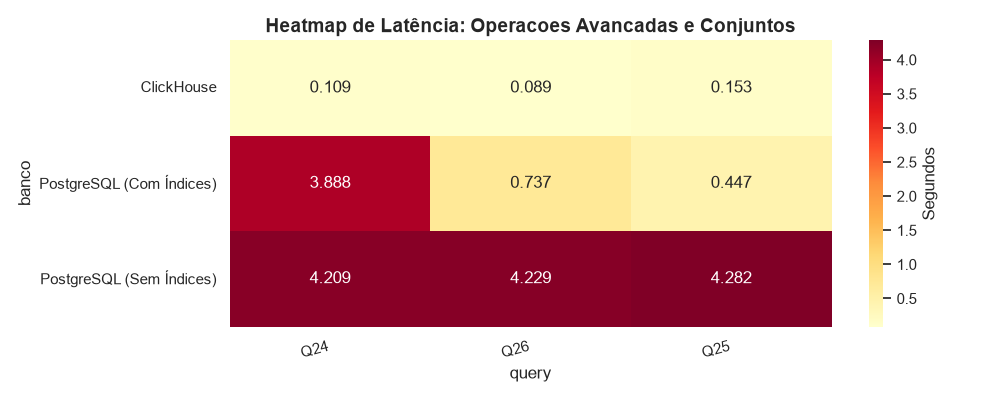 Heatmap de Latência: Operacoes Avancadas e Conjuntos
banco
ClickHouse 0.109 0.089 0.153
PostgreSQL (Com Índices) 3.888 0.737 0.447
PostgreSQL (Sem Índices) 4.209 4.229 4.282
Q24 Q26 Q25
query
4.0
3.5
3.0
2.5
2.0
1.5
1.0
0.5
Segundos